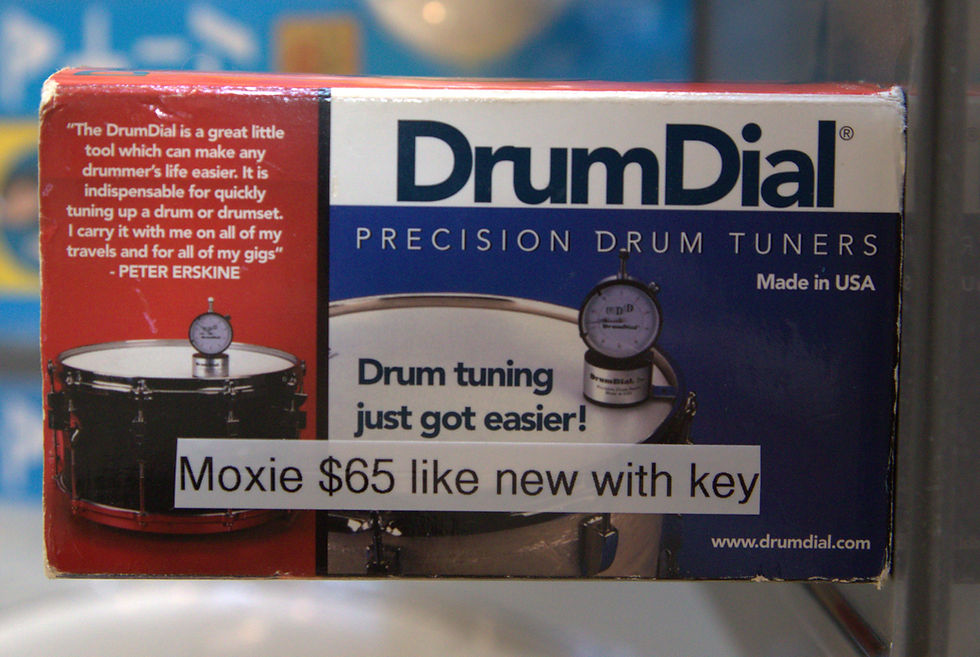 “The DrumDial is a great little
tool which can make any
drummer's life easier. It is
indispensable for quickly
tuning up a drum or drumset.
I carry it with me on all of my
travels and for all of my gigs”
- PETER ERSKINE
DrumDial®
PRECISION DRUM TUNERS
Made in USA
DrumDial
DrumDial
Drum tuning
just got easier!
Moxie $65 like new with key
www.drumdial.com